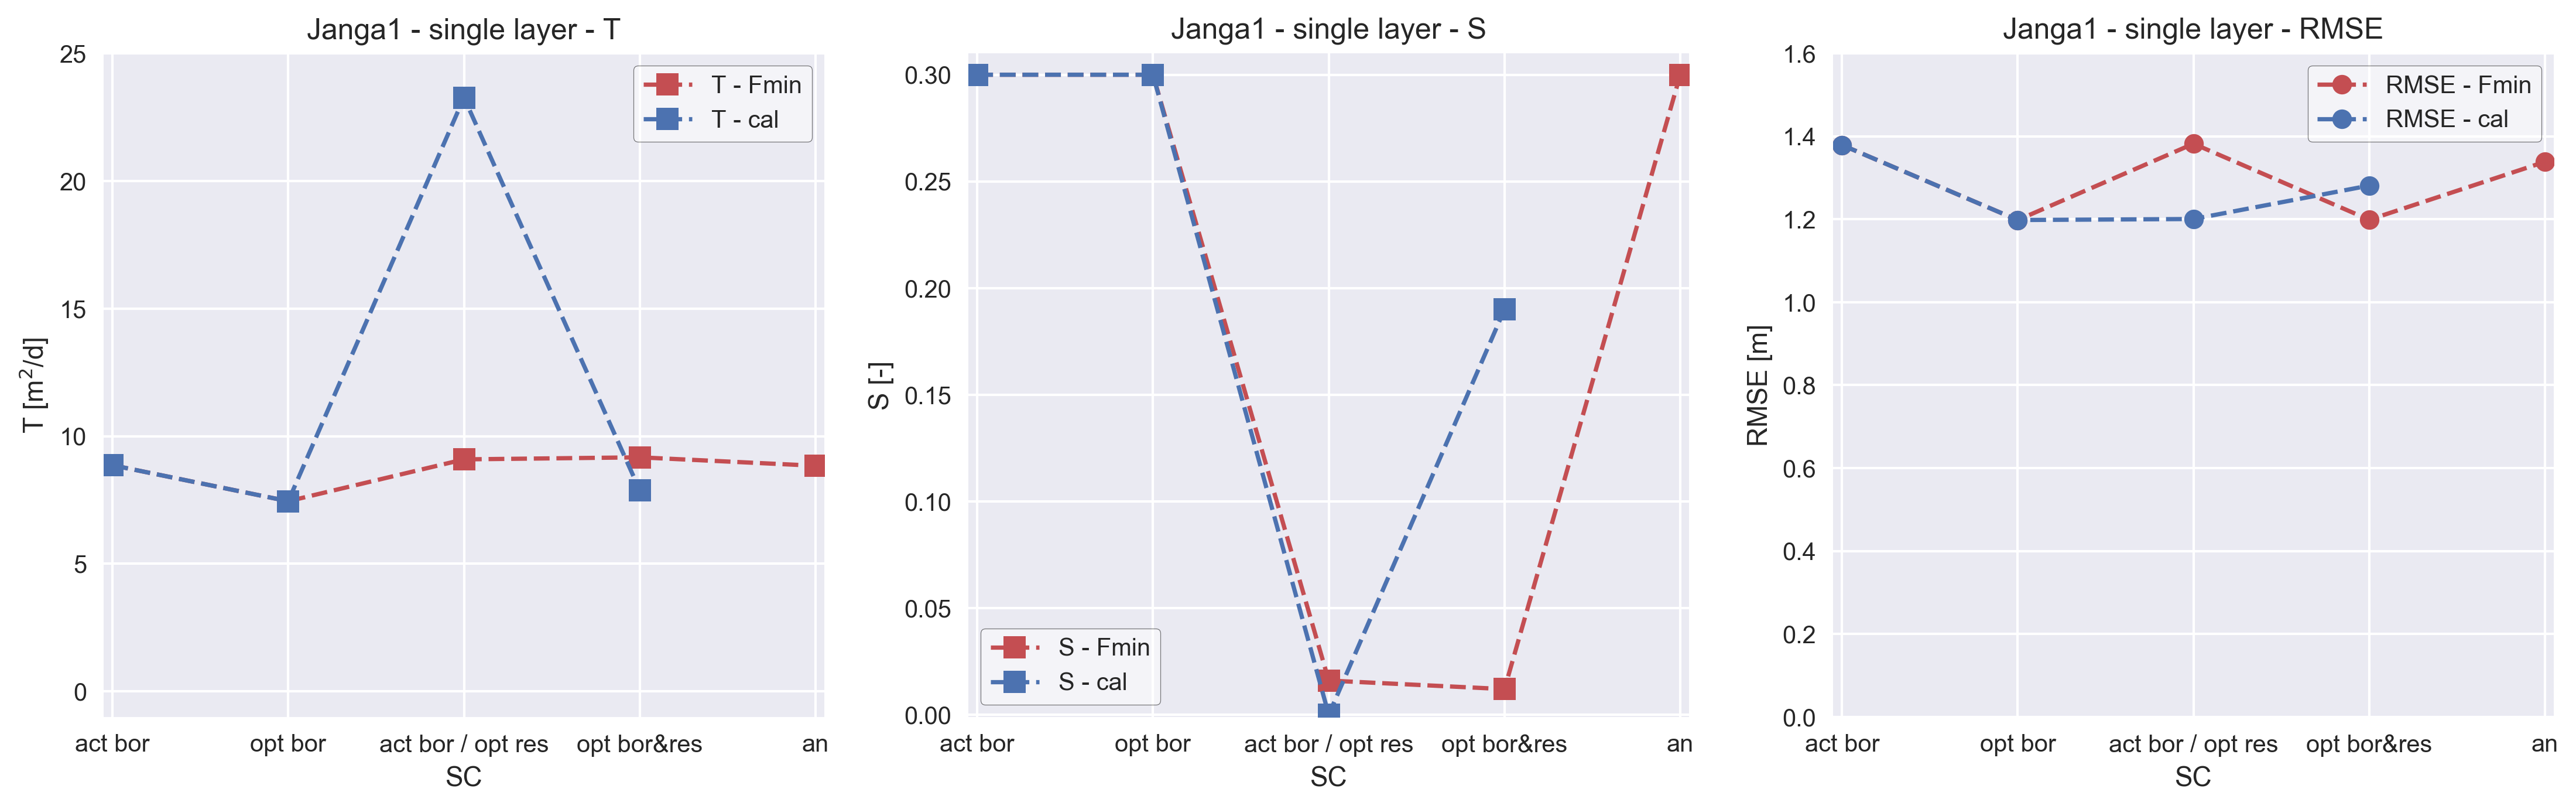 Janga1 - single layer - T
25
20
15
10
5
0
T [m²/d]
T - Fmin
T - cal
act bor
opt bor
act bor / opt res
opt bor&res
an
SC
Janga1 - single layer - S
0.30
0.25
0.20
0.15
0.10
0.05
0.00
S [-]
S - Fmin
S - cal
act bor
opt bor
act bor / opt res
opt bor&res
an
SC
Janga1 - single layer - RMSE
1.6
1.4
1.2
1.0
0.8
0.6
0.4
0.2
0.0
RMSE [m]
RMSE - Fmin
RMSE - cal
act bor
opt bor
act bor / opt res
opt bor&res
an
SC